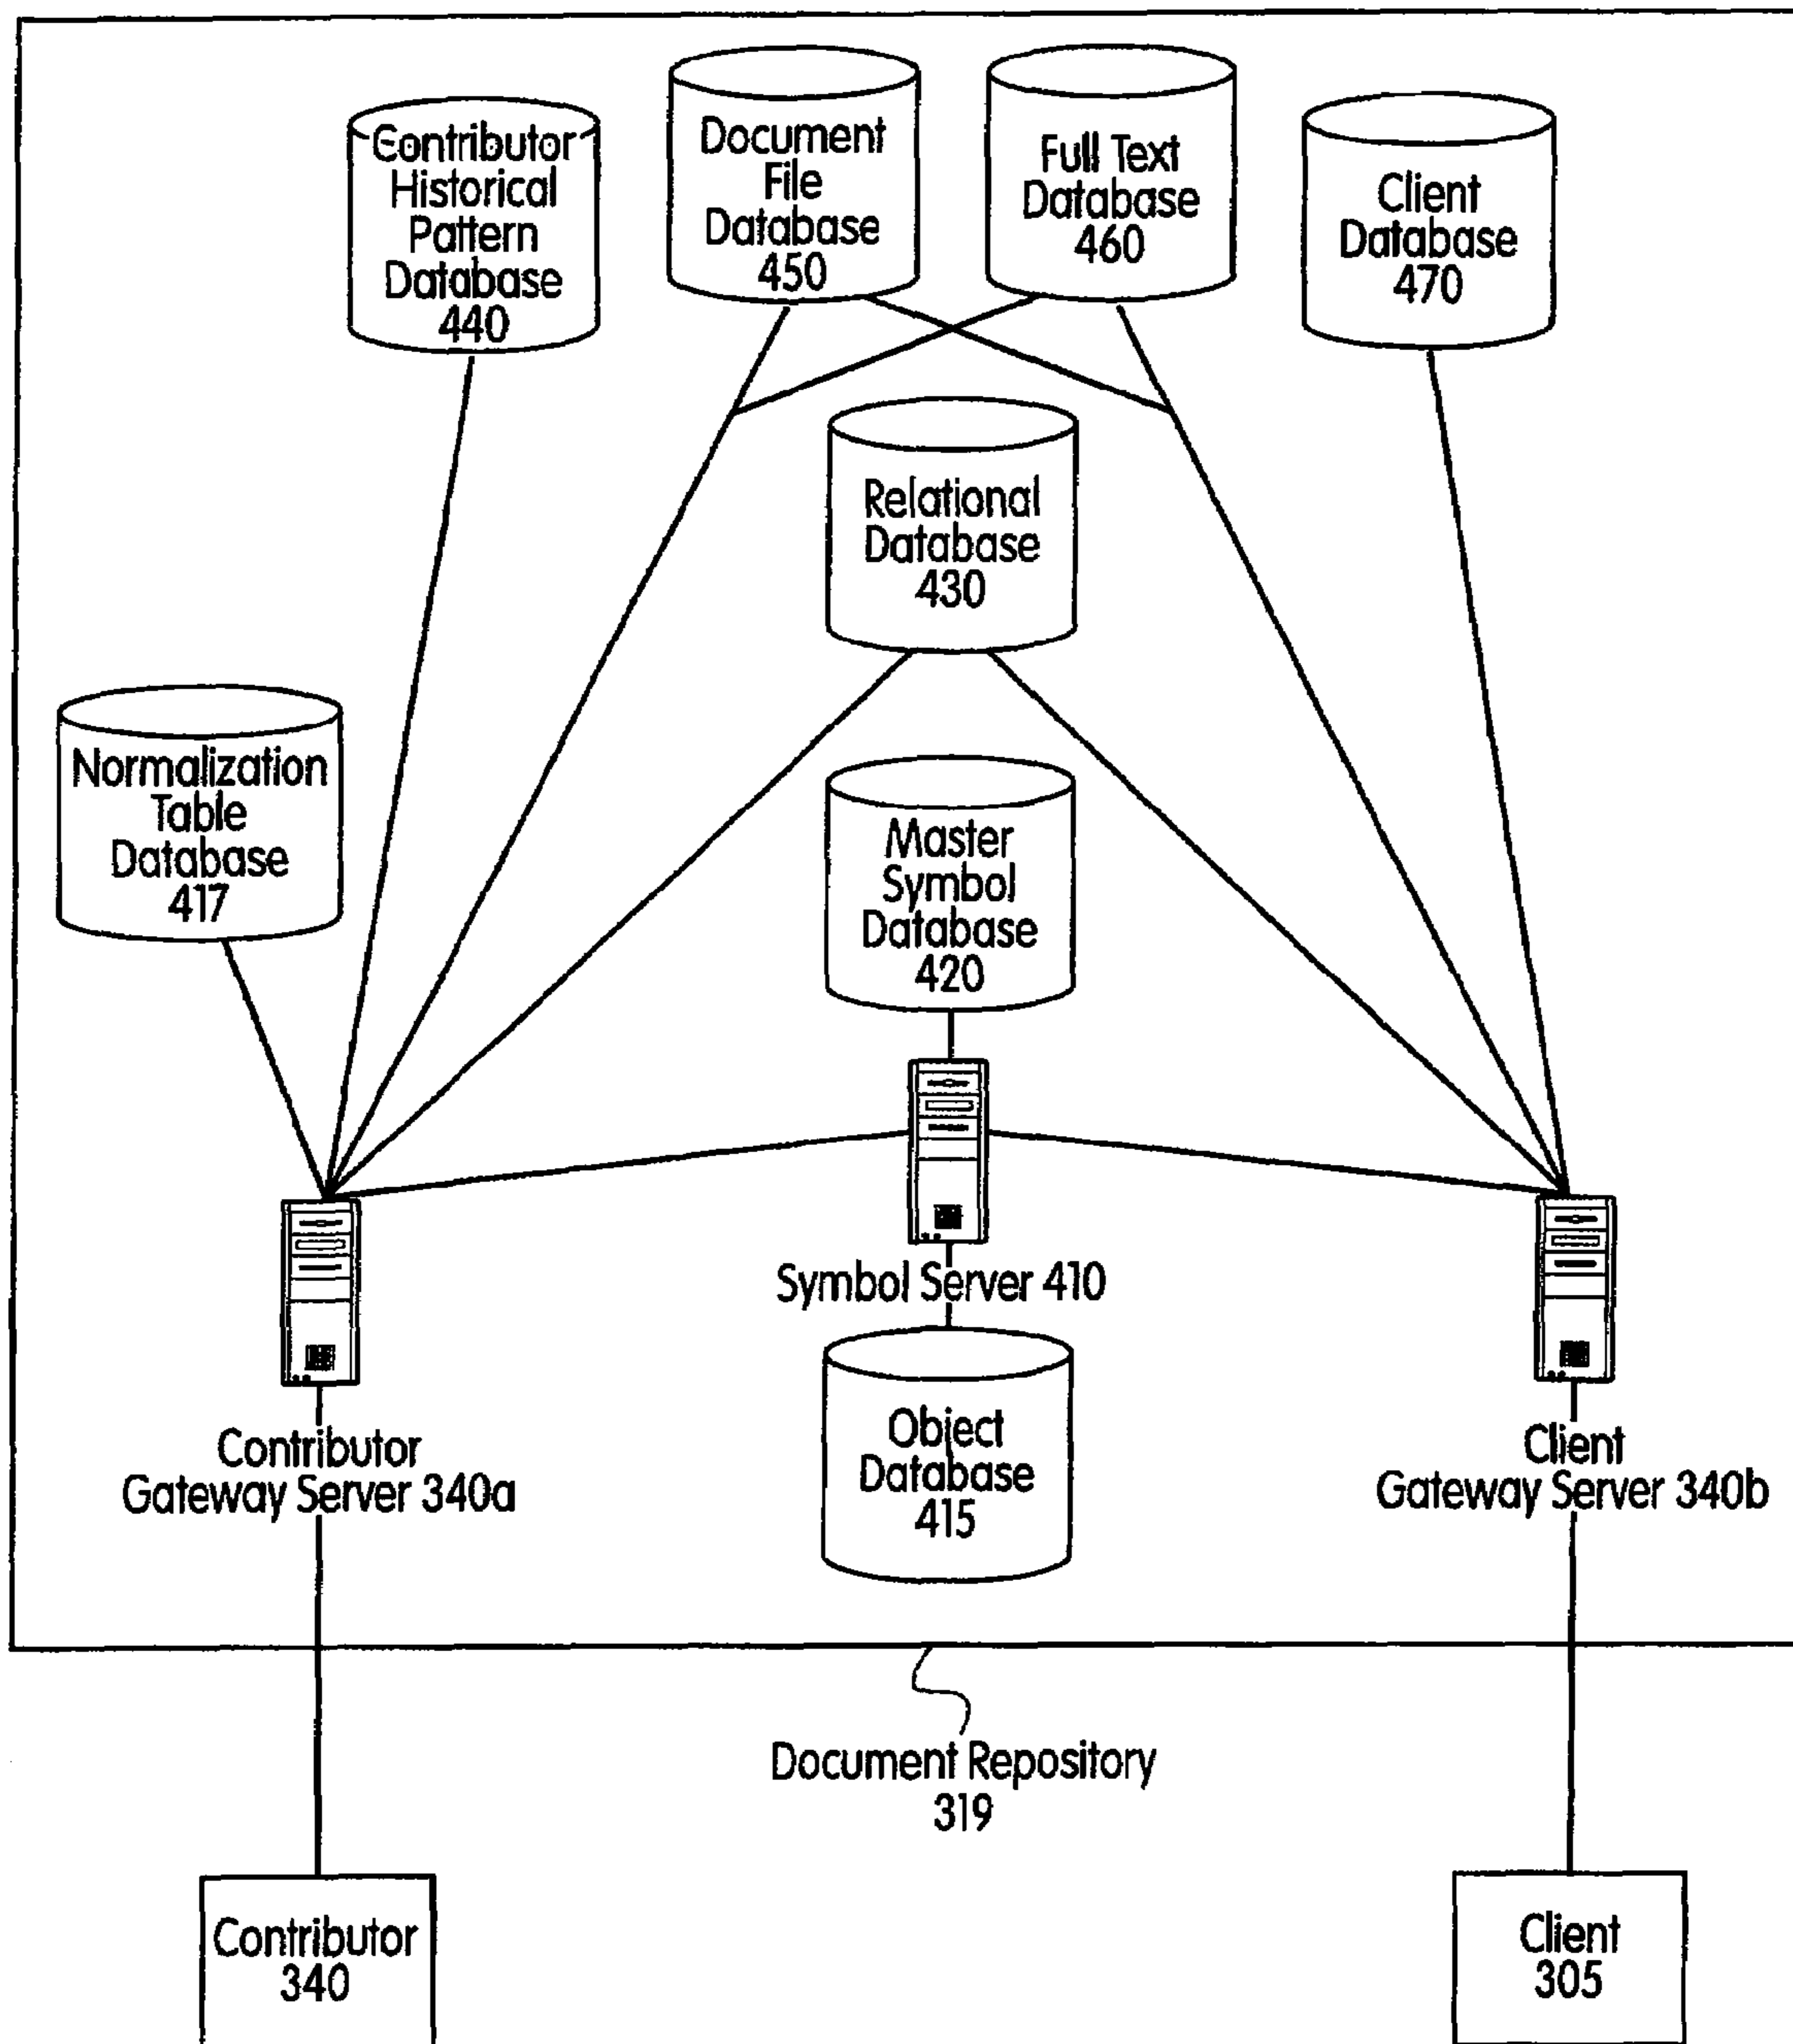 Contributor
Historical
Pattern
Database
440
Document
File
Database
450
Full Text
Database
460
Client
Database
470
Relational
Database
430
Normalization
Table
Database
417
Master
Symbol
Database
420
Symbol Server 410
Contributor
Gateway Server 340a
Object
Database
415
Client
Gateway Server 340b
Document Repository
319
Contributor
340
Client
305